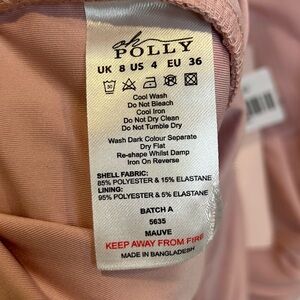 oh
POLLY
UK 8 US 4 EU 36
Cool Wash
Do Not Bleach
Cool Iron
Do Not Dry Clean
Do Not Tumble Dry
Wash Dark Colour Separate
Dry Flat
Re-shape Whilst Damp
Iron On Reverse
SHELL FABRIC:
85% POLYESTER & 15% ELASTANE
LINING:
95% POLYESTER & 5% ELASTANE
BATCH A
5635
MAUVE
KEEP AWAY FROM FIRE
MADE IN BANGLADESH